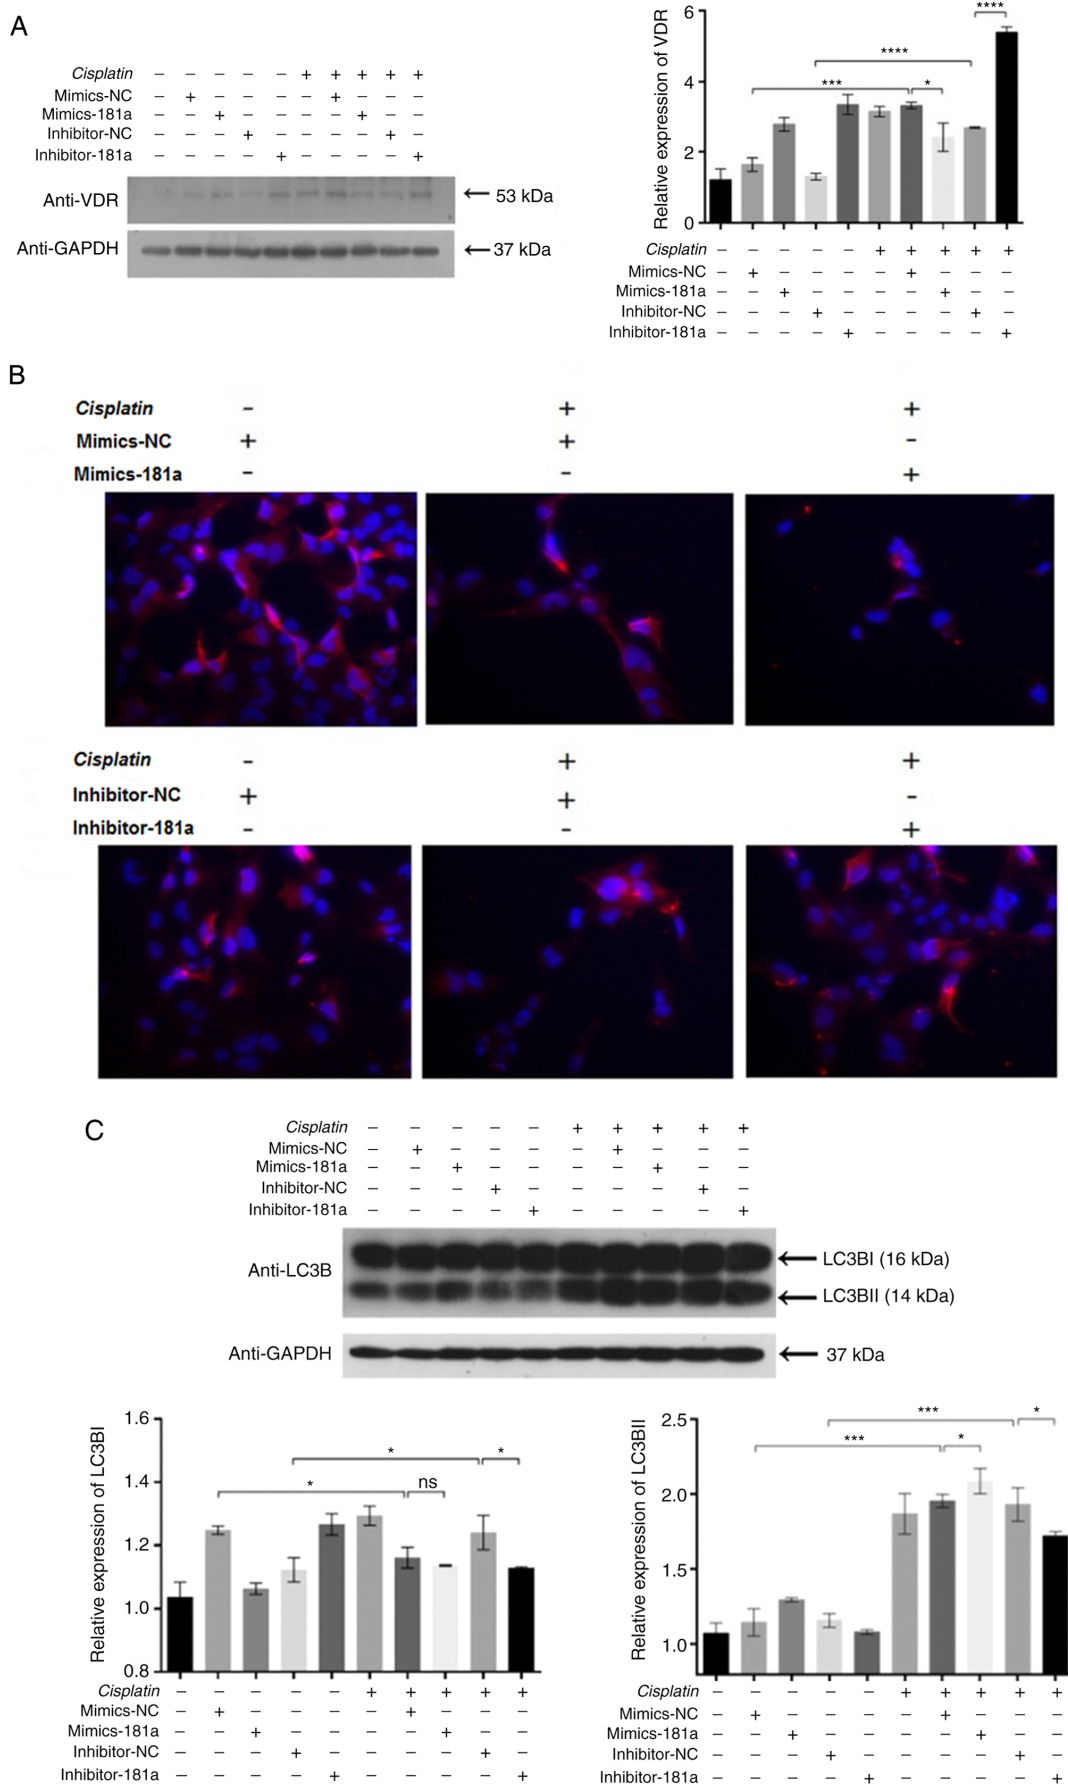 A
Cisplatin – – – – – + + + + +
Mimics-NC – + – – – – + – – –
Mimics-181a – – + – – – – + – –
Inhibitor-NC – – – + – – – – + –
Inhibitor-181a – – – – + – – – – +
Anti-VDR
53 kDa
Anti-GAPDH
37 kDa
Relative expression of VDR
6
4
2
0
****
****
***
*
Cisplatin – – – – – + + + + +
Mimics-NC – + – – – – + – – –
Mimics-181a – – + – – – – + – –
Inhibitor-NC – – – + – – – – + –
Inhibitor-181a – – – – + – – – – +
B
Cisplatin - + +
Mimics-NC + + -
Mimics-181a - - +
Cisplatin - + +
Inhibitor-NC + + -
Inhibitor-181a - - +
C
Cisplatin – – – – – + + + + +
Mimics-NC – + – – – – + – – –
Mimics-181a – – + – – – – + – –
Inhibitor-NC – – – + – – – – + –
Inhibitor-181a – – – – + – – – – +
Anti-LC3B
LC3BI (16 kDa)
LC3BII (14 kDa)
Anti-GAPDH
37 kDa
Relative expression of LC3BI
1.6
1.4
1.2
1.0
0.8
*
*
*
ns
Cisplatin – – – – – + + + + +
Mimics-NC – + – – – – + – – –
Mimics-181a – – + – – – – + – –
Inhibitor-NC – – – + – – – – + –
Inhibitor-181a – – – – + – – – – +
Relative expression of LC3BII
2.5
2.0
1.5
1.0
***
*
***
*
Cisplatin – – – – – + + + + +
Mimics-NC – + – – – – + – – –
Mimics-181a – – + – – – – + – –
Inhibitor-NC – – – + – – – – + –
Inhibitor-181a – – – – + – – – – +